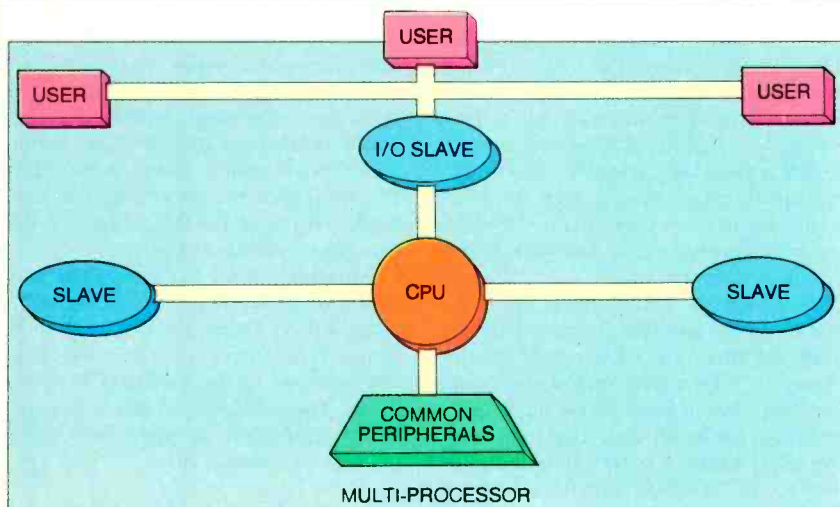 USER
USER
USER
I/O SLAVE
SLAVE
CPU
SLAVE
COMMON
PERIPHERALS
MULTI-PROCESSOR